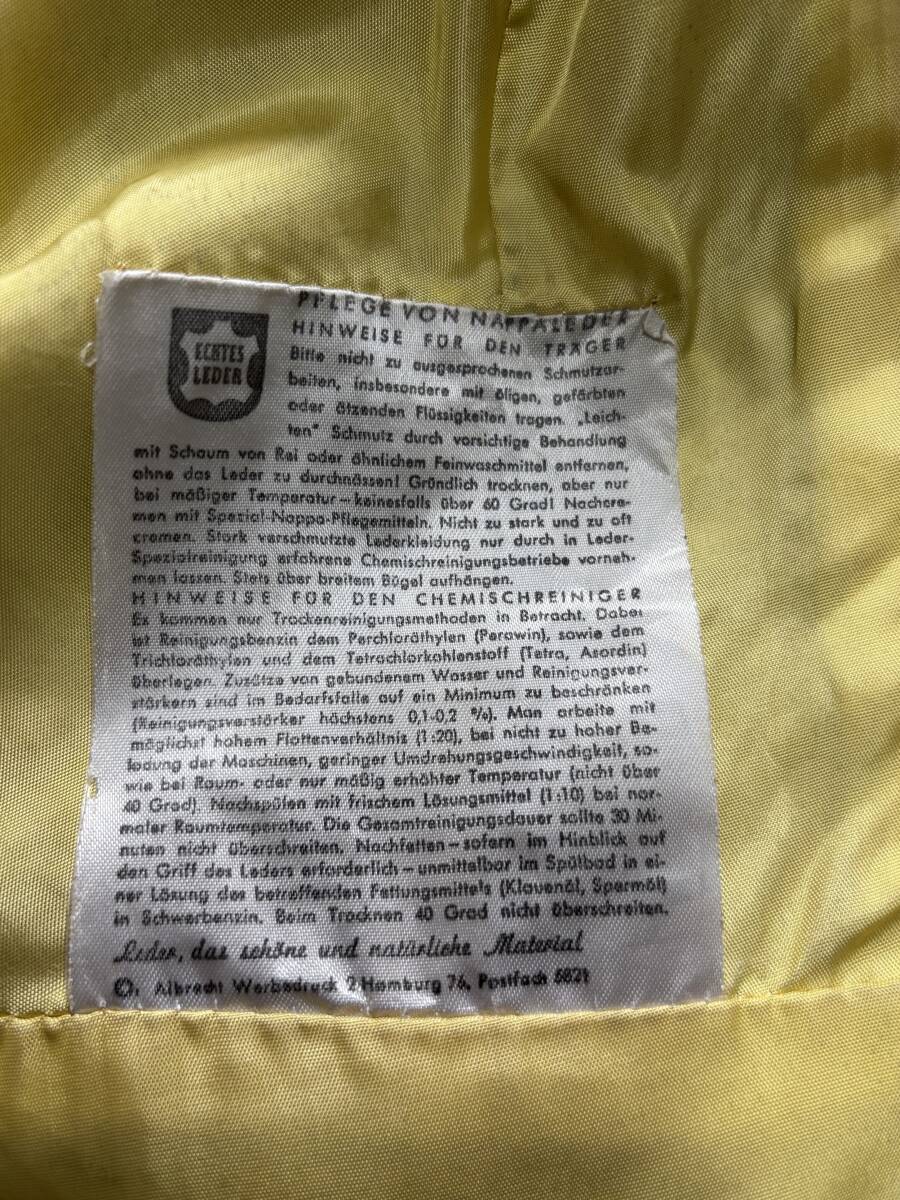 PFLEGE VON NAPPALEDER
HINWEISE FÜR DEN TRÄGER
ECHTES
LEDER
Bitte nicht zu ausgesprochenen Schmutzar-
beiten, insbesondere mit öligen, gefärbten
oder ätzenden Flüssigkeiten tragen. „Leich-
ten" Schmutz durch vorsichtige Behandlung
mit Schaum von Rei oder ähnlichem Feinwaschmittel entfernen,
ohne das Leder zu durchnässen! Gründlich trocknen, aber nur
bei mäßiger Temperatur – keinesfalls über 60 Grad! Nachcre-
men mit Spezial-Nappa-Pflegemitteln. Nicht zu stark und zu oft
cremen. Stark verschmutzte Lederkleidung nur durch in Leder-
Spezialreinigung erfahrene Chemischreinigungsbetriebe vorneh-
men lassen. Stets über breitem Bügel aufhängen.
HINWEISE FÜR DEN CHEMISCHREINIGER
Es kommen nur Trockenreinigungsmethoden in Betracht. Dabei
ist Reinigungsbenzin dem Perchloräthylen (Perawin), sowie dem
Trichloräthylen und dem Tetrachlorkohlenstoff (Tetra, Asordin)
überlegen. Zusätze von gebundenem Wasser und Reinigungsver-
stärkern sind im Bedarfsfalle auf ein Minimum zu beschränken
(Reinigungsverstärker höchstens 0,1-0,2 %). Man arbeite mit
möglichst hohem Flottenverhältnis (1:20), bei nicht zu hoher Be-
ladung der Maschinen, geringer Umdrehungsgeschwindigkeit, so-
wie bei Raum- oder nur mäßig erhöhter Temperatur (nicht über
40 Grad). Nachspülen mit frischem Lösungsmittel (1:10) bei nor-
maler Raumtemperatur. Die Gesamtreinigungsdauer sollte 30 Mi-
nuten nicht überschreiten. Nachfetten – sofern im Hinblick auf
den Griff des Leders erforderlich – unmittelbar im Spülbad in ei-
ner Lösung des betreffenden Fettungsmittels (Klauenöl, Spermöl)
in Schwerbenzin. Beim Trocknen 40 Grad nicht überschreiten.
Leder, das schöne und natürliche Material
©, Albrecht Werbedruck 2 Hamburg 76, Postfach 5821